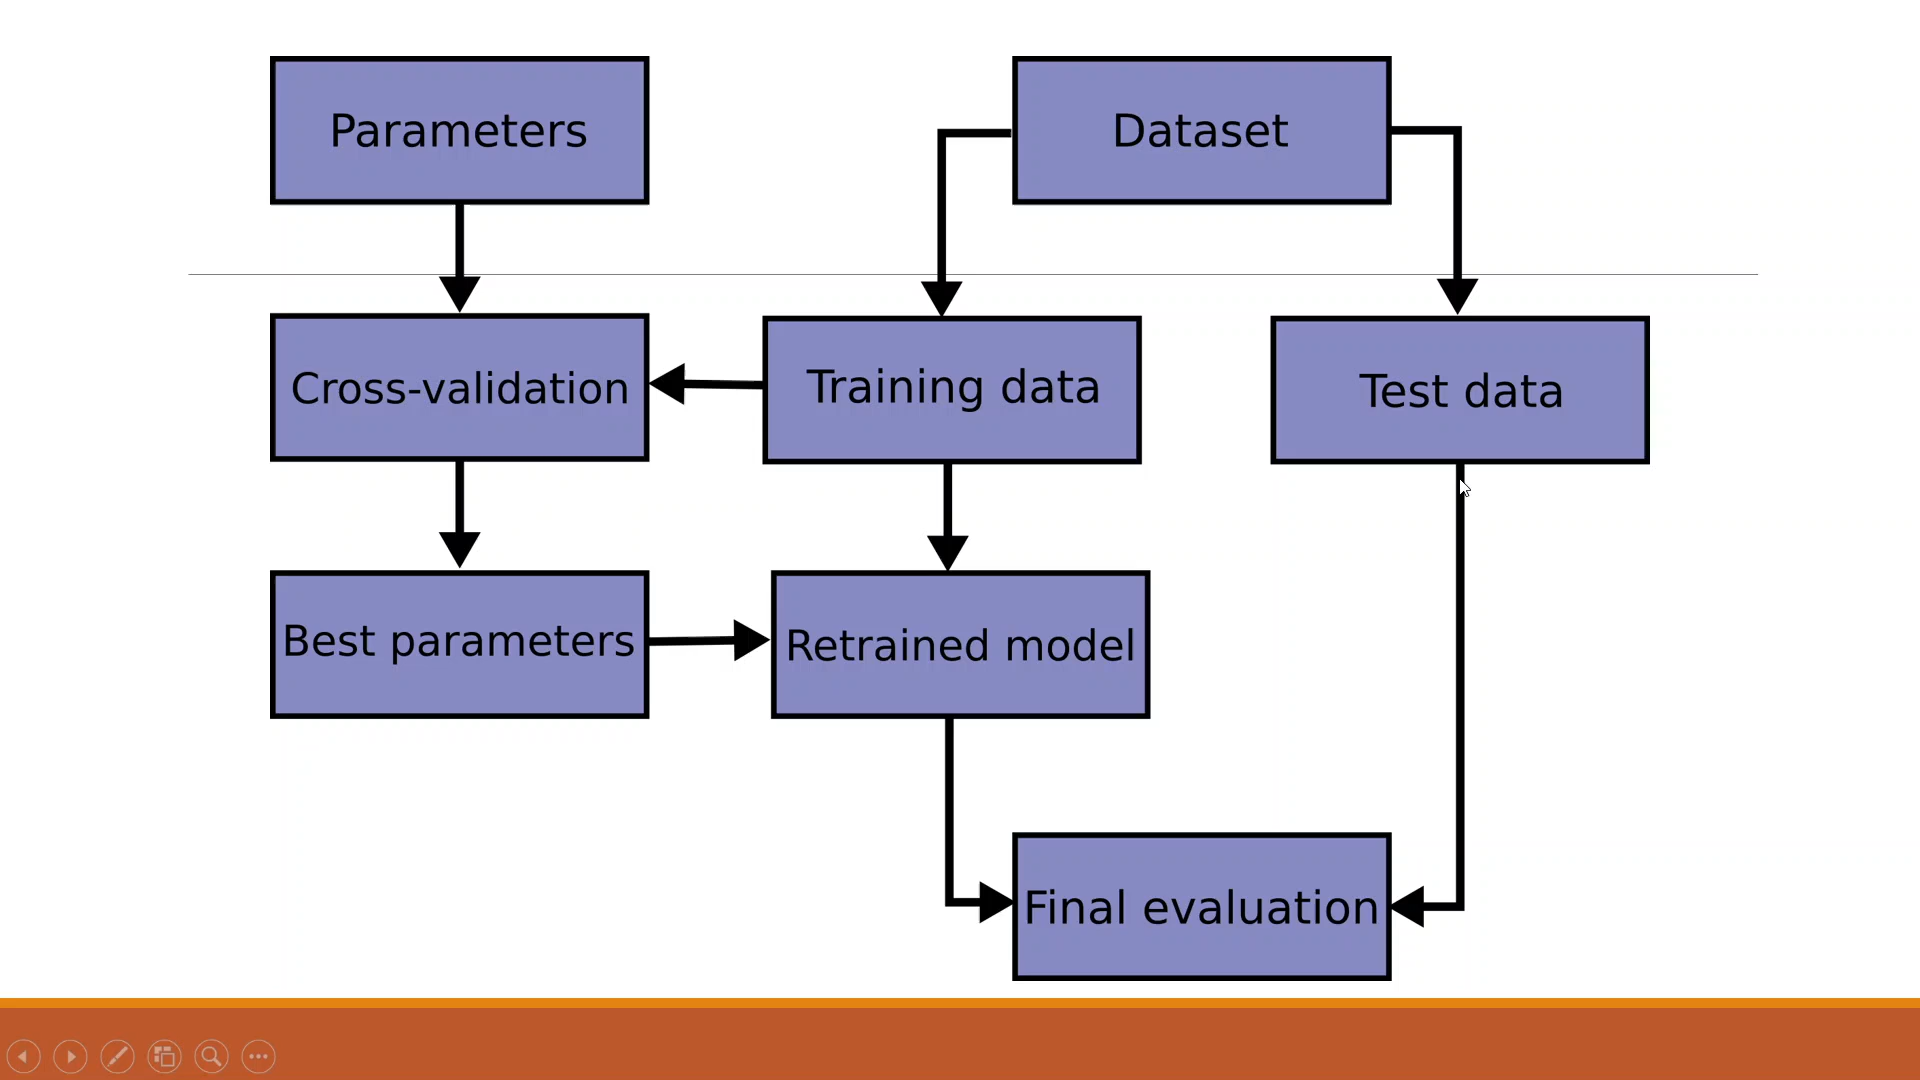 Parameters
Dataset
Cross-validation
Training data
Test data
Best parameters
Retrained model
Final evaluation